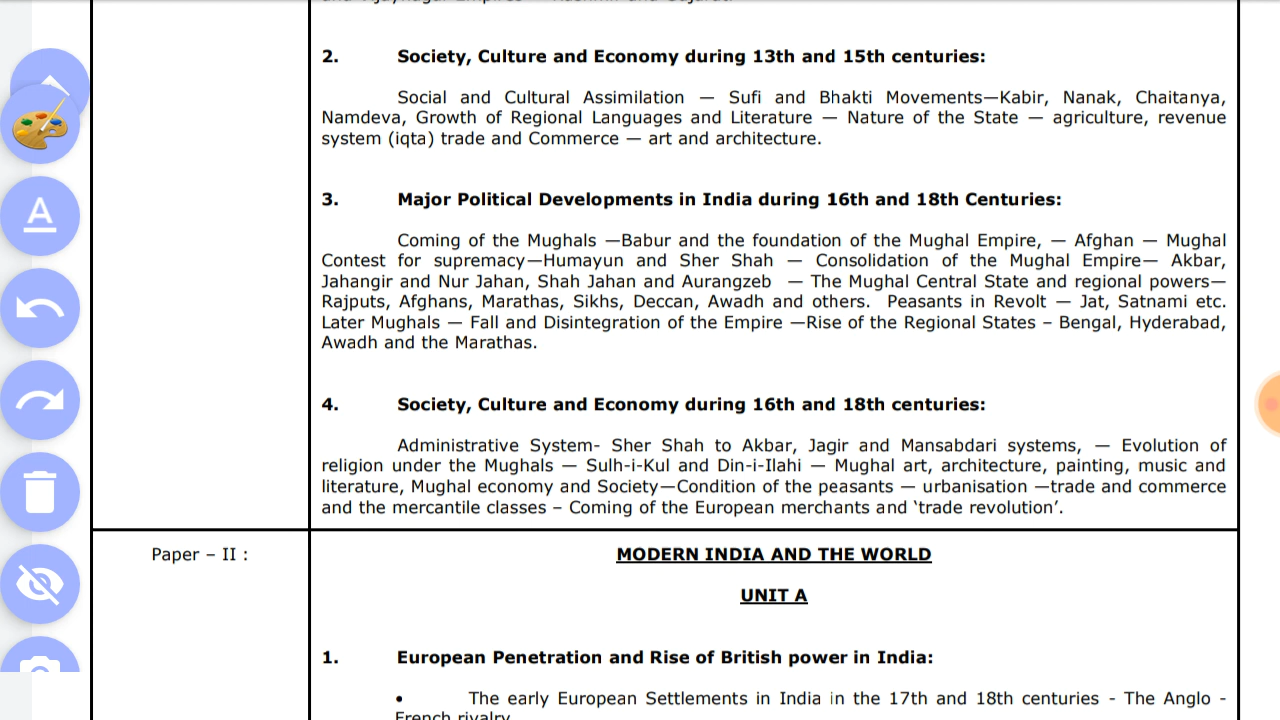 and Vijaynagar Empires — Kashmir and Gujarat.
2. Society, Culture and Economy during 13th and 15th centuries:
Social and Cultural Assimilation — Sufi and Bhakti Movements—Kabir, Nanak, Chaitanya,
Namdeva, Growth of Regional Languages and Literature — Nature of the State — agriculture, revenue
system (iqta) trade and Commerce — art and architecture.
3. Major Political Developments in India during 16th and 18th Centuries:
Coming of the Mughals —Babur and the foundation of the Mughal Empire, — Afghan — Mughal
Contest for supremacy—Humayun and Sher Shah — Consolidation of the Mughal Empire— Akbar,
Jahangir and Nur Jahan, Shah Jahan and Aurangzeb — The Mughal Central State and regional powers—
Rajputs, Afghans, Marathas, Sikhs, Deccan, Awadh and others. Peasants in Revolt — Jat, Satnami etc.
Later Mughals — Fall and Disintegration of the Empire —Rise of the Regional States – Bengal, Hyderabad,
Awadh and the Marathas.
4. Society, Culture and Economy during 16th and 18th centuries:
Administrative System- Sher Shah to Akbar, Jagir and Mansabdari systems, — Evolution of
religion under the Mughals — Sulh-i-Kul and Din-i-Ilahi — Mughal art, architecture, painting, music and
literature, Mughal economy and Society—Condition of the peasants — urbanisation —trade and commerce
and the mercantile classes – Coming of the European merchants and ‘trade revolution’.
Paper – II :
MODERN INDIA AND THE WORLD
UNIT A
1. European Penetration and Rise of British power in India:
• The early European Settlements in India in the 17th and 18th centuries - The Anglo -
French rivalry
A